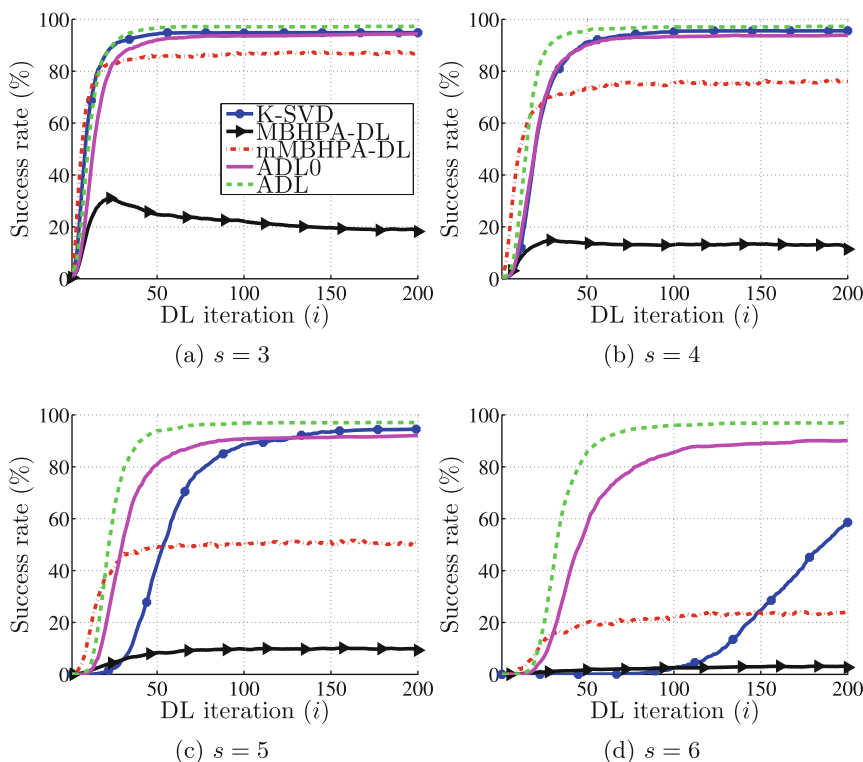 100
80
60
40
20
0
Success rate (%)
K-SVD
MBHPA-DL
mMBHPA-DL
ADL0
ADL
50 100 150 200
DL iteration (i)
(a) s = 3
100
80
60
40
20
0
Success rate (%)
50 100 150 200
DL iteration (i)
(b) s = 4
100
80
60
40
20
0
Success rate (%)
50 100 150 200
DL iteration (i)
(c) s = 5
100
80
60
40
20
0
Success rate (%)
50 100 150 200
DL iteration (i)
(d) s = 6